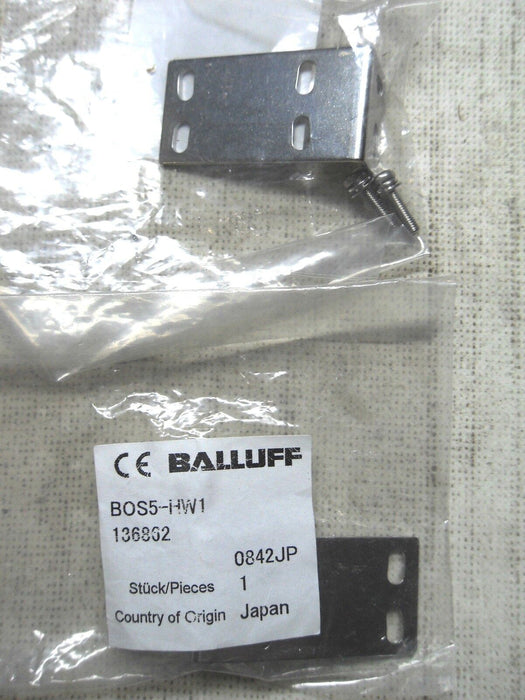 CE BALLUFF
BOS5-HW1
136862
0842JP
Stück/Pieces 1
Country of Origin Japan